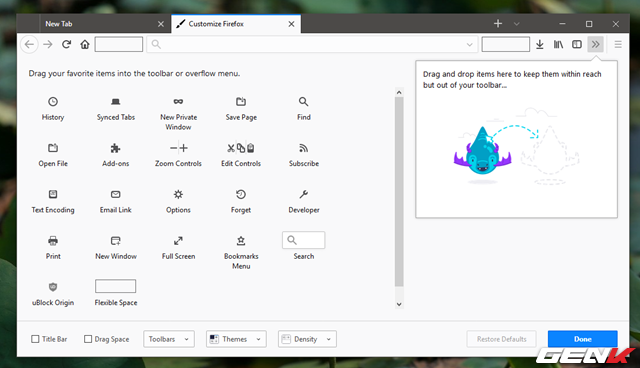 New Tab
Customize Firefox
Drag your favorite items into the toolbar or overflow menu.
History
Synced Tabs
New Private
Window
Save Page
Find
Open File
Add-ons
Zoom Controls
Edit Controls
Subscribe
Text Encoding
Email Link
Options
Forget
Developer
Print
New Window
Full Screen
Bookmarks
Menu
Search
uBlock Origin
Flexible Space
Drag and drop items here to keep them within reach
but out of your toolbar...
Title Bar
Drag Space
Toolbars
Themes
Density
Restore Defaults
Done
GENK